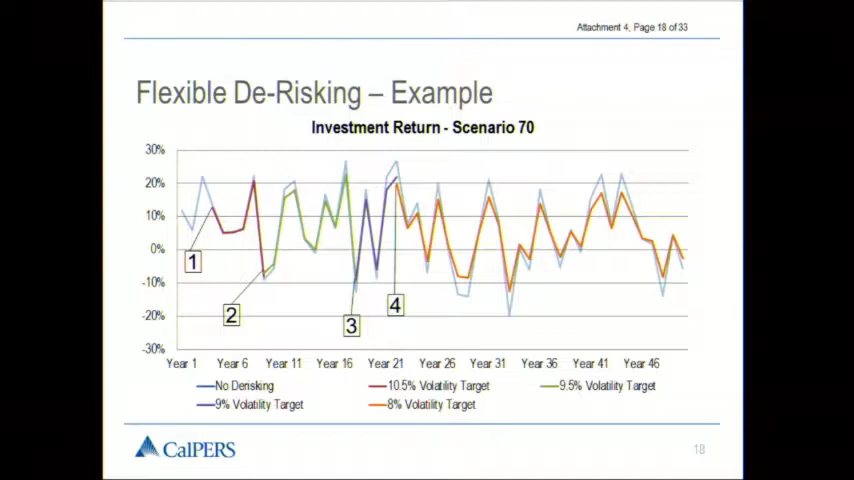 Attachment 4, Page 18 of 33
Flexible De-Risking – Example
Investment Return - Scenario 70
30%
20%
10%
0%
-10%
-20%
-30%
1
2
3
4
Year 1 Year 6 Year 11 Year 16 Year 21 Year 26 Year 31 Year 36 Year 41 Year 46
No Derisking 10.5% Volatility Target 9.5% Volatility Target
9% Volatility Target 8% Volatility Target
CalPERS
18